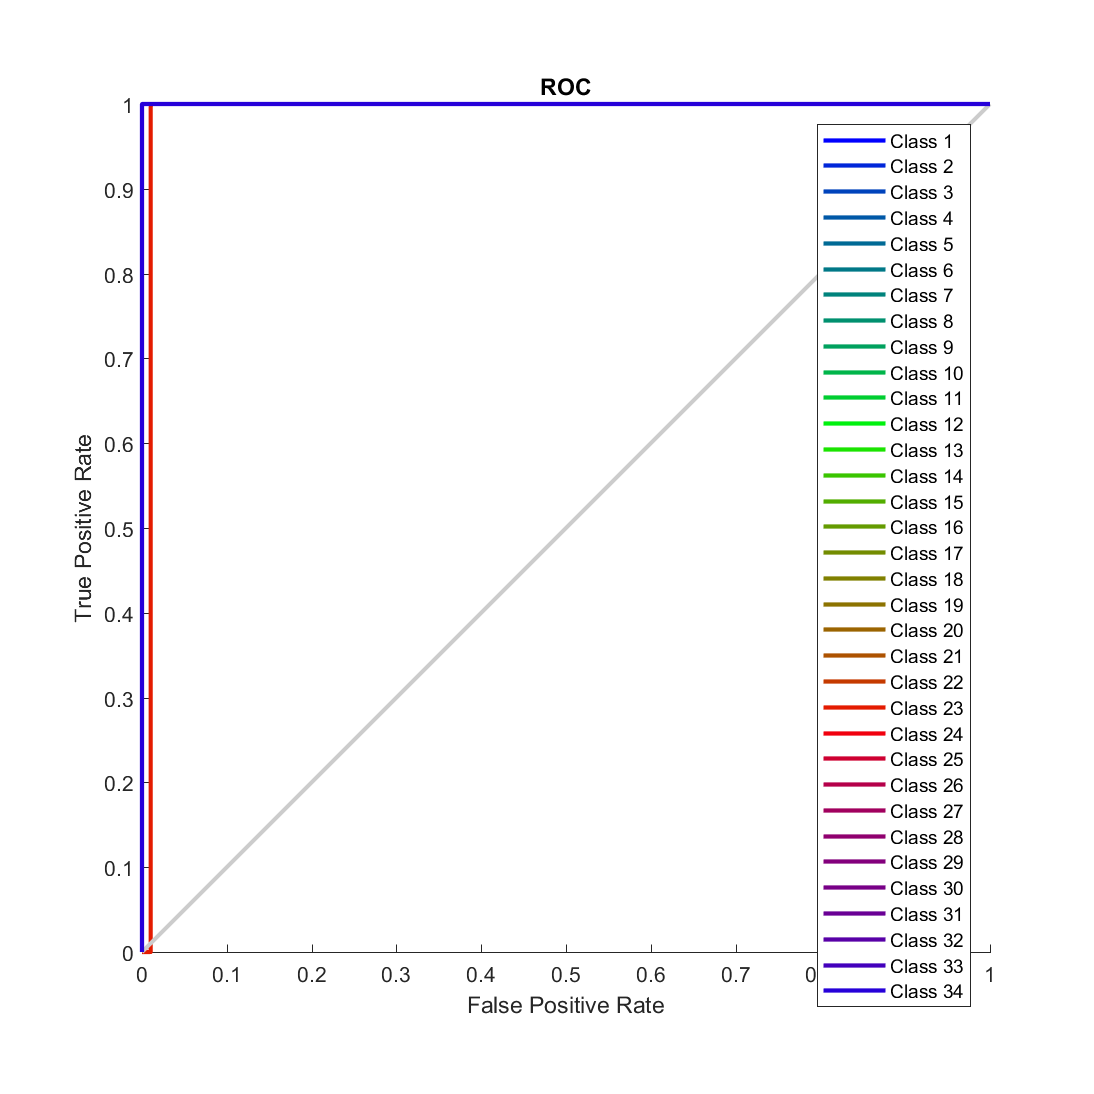 ROC
True Positive Rate
1
0.9
0.8
0.7
0.6
0.5
0.4
0.3
0.2
0.1
0
0 0.1 0.2 0.3 0.4 0.5 0.6 0.7 1
False Positive Rate
Class 1
Class 2
Class 3
Class 4
Class 5
Class 6
Class 7
Class 8
Class 9
Class 10
Class 11
Class 12
Class 13
Class 14
Class 15
Class 16
Class 17
Class 18
Class 19
Class 20
Class 21
Class 22
Class 23
Class 24
Class 25
Class 26
Class 27
Class 28
Class 29
Class 30
Class 31
Class 32
Class 33
Class 34